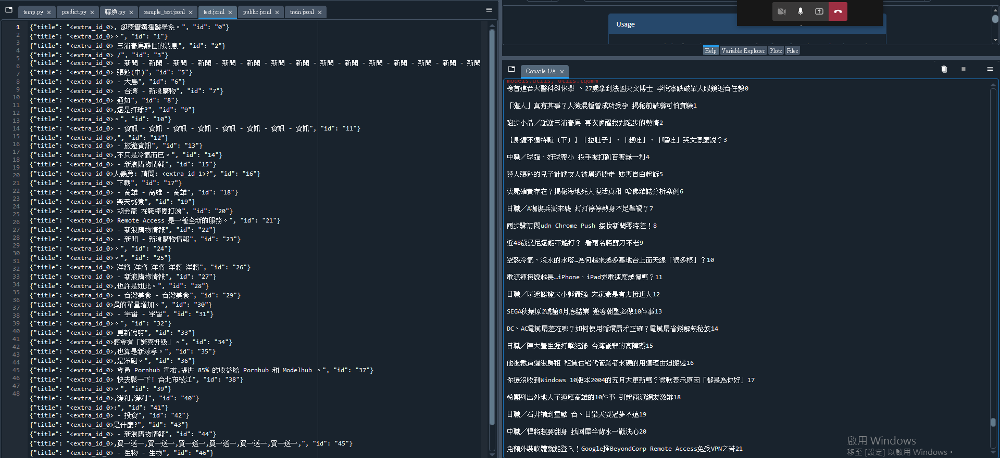 temp.py
predict.py
轉換.py
sample_test.jsonl
test.jsonl
public.jsonl
train.jsonl
1 {"title": "<extra_id_0>, 卻務實選擇醫學系。", "id": "0"}
2 {"title": "<extra_id_0>。", "id": "1"}
3 {"title": "<extra_id_0> 三浦春馬離世的消息", "id": "2"}
4 {"title": "<extra_id_0> /", "id": "3"}
5 {"title": "<extra_id_0> - 新聞 - 新聞 - 新聞 - 新聞 - 新聞 - 新聞 - 新聞 - 新聞 - 新聞 - 新聞 - 新聞 - 新聞 - 新聞 - 新聞 - 新聞 - 新聞
6 {"title": "<extra_id_0> 張魁(中)", "id": "5"}
7 {"title": "<extra_id_0> - 大鳥", "id": "6"}
8 {"title": "<extra_id_0> - 台灣 - 新浪購物", "id": "7"}
9 {"title": "<extra_id_0> 通知", "id": "8"}
10 {"title": "<extra_id_0>,還是打球?", "id": "9"}
11 {"title": "<extra_id_0>。", "id": "10"}
12 {"title": "<extra_id_0> - 資訊 - 資訊 - 資訊 - 資訊 - 資訊 - 資訊 - 資訊 - 資訊", "id": "11"}
13 {"title": "<extra_id_0>,", "id": "12"}
14 {"title": "<extra_id_0> - 旅遊資訊", "id": "13"}
15 {"title": "<extra_id_0>,不只是冷氣而已。", "id": "14"}
16 {"title": "<extra_id_0> - 新浪購物情報", "id": "15"}
17 {"title": "<extra_id_0>人義勇: 請問: <extra_id_1>?", "id": "16"}
18 {"title": "<extra_id_0> 下載", "id": "17"}
19 {"title": "<extra_id_0> - 高雄 - 高雄 - 高雄", "id": "18"}
20 {"title": "<extra_id_0> 樂天桃猿", "id": "19"}
21 {"title": "<extra_id_0> 胡金龍 在職棒圈打滾", "id": "20"}
22 {"title": "<extra_id_0> Remote Access 是一種全新的服務。", "id": "21"}
23 {"title": "<extra_id_0> - 新浪購物情報", "id": "22"}
24 {"title": "<extra_id_0> - 新聞 - 新浪購物情報", "id": "23"}
25 {"title": "<extra_id_0>。", "id": "24"}
26 {"title": "<extra_id_0>。", "id": "25"}
27 {"title": "<extra_id_0> 洋將 洋將 洋將 洋將 洋將", "id": "26"}
28 {"title": "<extra_id_0> - 新浪購物情報", "id": "27"}
29 {"title": "<extra_id_0>,也許是如此。", "id": "28"}
30 {"title": "<extra_id_0> - 台灣美食 - 台灣美食", "id": "29"}
31 {"title": "<extra_id_0>員的單量增加。", "id": "30"}
32 {"title": "<extra_id_0> - 宇宙 - 宇宙", "id": "31"}
33 {"title": "<extra_id_0>。", "id": "32"}
34 {"title": "<extra_id_0> 更新說明", "id": "33"}
35 {"title": "<extra_id_0>將會有「驚喜升級」。", "id": "34"}
36 {"title": "<extra_id_0>,也算是新球季。", "id": "35"}
37 {"title": "<extra_id_0>,是洋砲。", "id": "36"}
38 {"title": "<extra_id_0> 會員 Pornhub 宣布,提供 85% 的收益給 Pornhub 和 Modelhub 。", "id": "37"}
39 {"title": "<extra_id_0> 快去鬆一下! 台北市松江", "id": "38"}
40 {"title": "<extra_id_0>。", "id": "39"}
41 {"title": "<extra_id_0>,獲利,獲利", "id": "40"}
42 {"title": "<extra_id_0>:", "id": "41"}
43 {"title": "<extra_id_0> - 投資", "id": "42"}
44 {"title": "<extra_id_0>是什麼?", "id": "43"}
45 {"title": "<extra_id_0> - 新浪購物情報", "id": "44"}
46 {"title": "<extra_id_0>,買一送一,買一送一,買一送一,買一送一,買一送一,買一送一,", "id": "45"}
47 {"title": "<extra_id_0> - 生物 - 生物", "id": "46"}
48
Usage
Help
Variable Explorer
Plots
Files
Console 1/A
models.utils, utils.tqdmm
榜首進台大醫科卻休學 、27歲拿到法國天文博士 李悅寧跌破眾人眼鏡返台任教0
「猩人」真有其事？人猿混種曾成功受孕 揭秘前蘇聯可怕實驗1
跑步小品／謝謝三浦春馬 再次喚醒我對跑步的熱情2
【身體不適特輯（下）】「拉肚子」、「想吐」、「嘔吐」英文怎麼說？3
中職／球彈、好球帶小 投手被打趴百害無一利4
藝人張魁的兒子計誘友人被黑道擄走 妨害自由起訴5
喪屍確實存在？揭秘海地死人復活真相 哈佛雜誌分析案例6
日職／A咖傷兵潮來襲 打打停停熱身不足肇禍？7
兩步驟訂閱udn Chrome Push 接收新聞零時差！8
近48歲曼尼還能不能打？ 看兩名將寶刀不老9
空殼冷氣、沒水的水塔…為何越來越多基地台上面天線「很多根」？10
電源連接線越長…iPhone、iPad充電速度越慢嗎？11
日職／球迷認證大小郭最強 宋家豪是有力接班人12
SEGA秋葉原2號館8月底結業 遊客朝聖必做10件事13
DC、AC電風扇差在哪？如何使用循環扇才正確？電風扇省錢解熱秘笈14
日職／陳大豐生涯打擊紀錄 台灣後輩的高障礙15
他被裁員遲繳房租 租賃住宅代管業者來硬的用這理由迫搬遷16
你還沒收到Windows 10版本2004的五月大更新嗎？微軟表示原因「都是為你好」17
粉團列出外地人不適應高雄的10件事 引起兩派網友激辯18
日職／石井補到重點 台、日樂天雙冠夢不遠19
中職／悍將想要翻身 找回犀牛背水一戰決心20
免額外裝軟體就能登入！Google推BeyondCorp Remote Access免受VPN之苦21
啟用 Windows
移至 [設定] 以啟用 Windows。